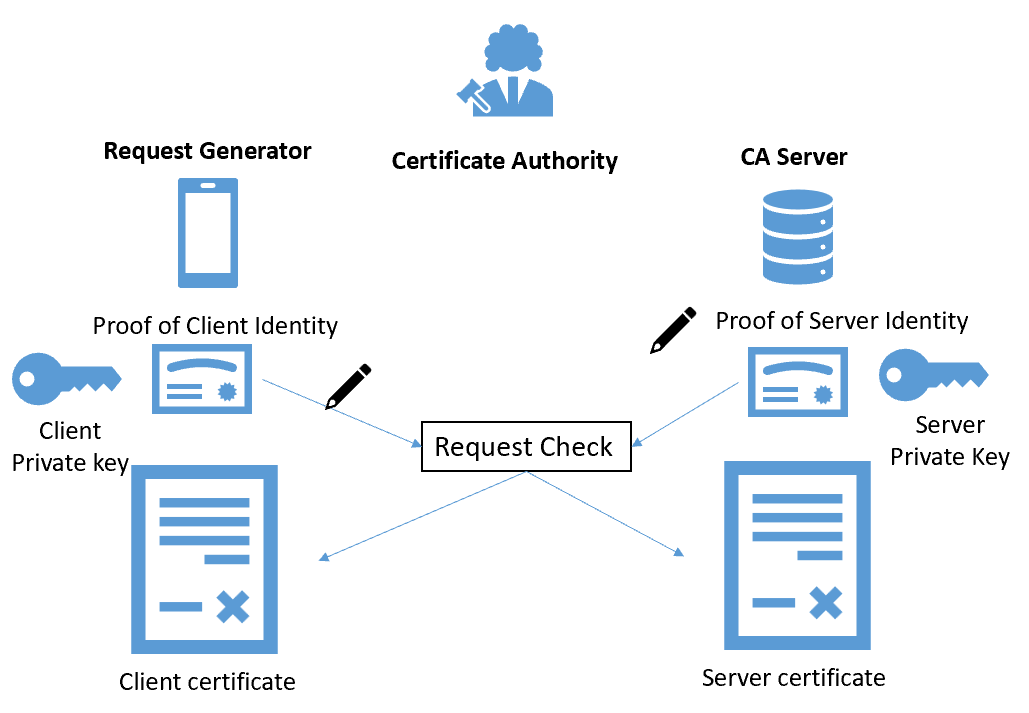 Request Generator
Certificate Authority
CA Server
Proof of Client Identity
Proof of Server Identity
Client
Private key
Server
Private Key
Request Check
Client certificate
Server certificate